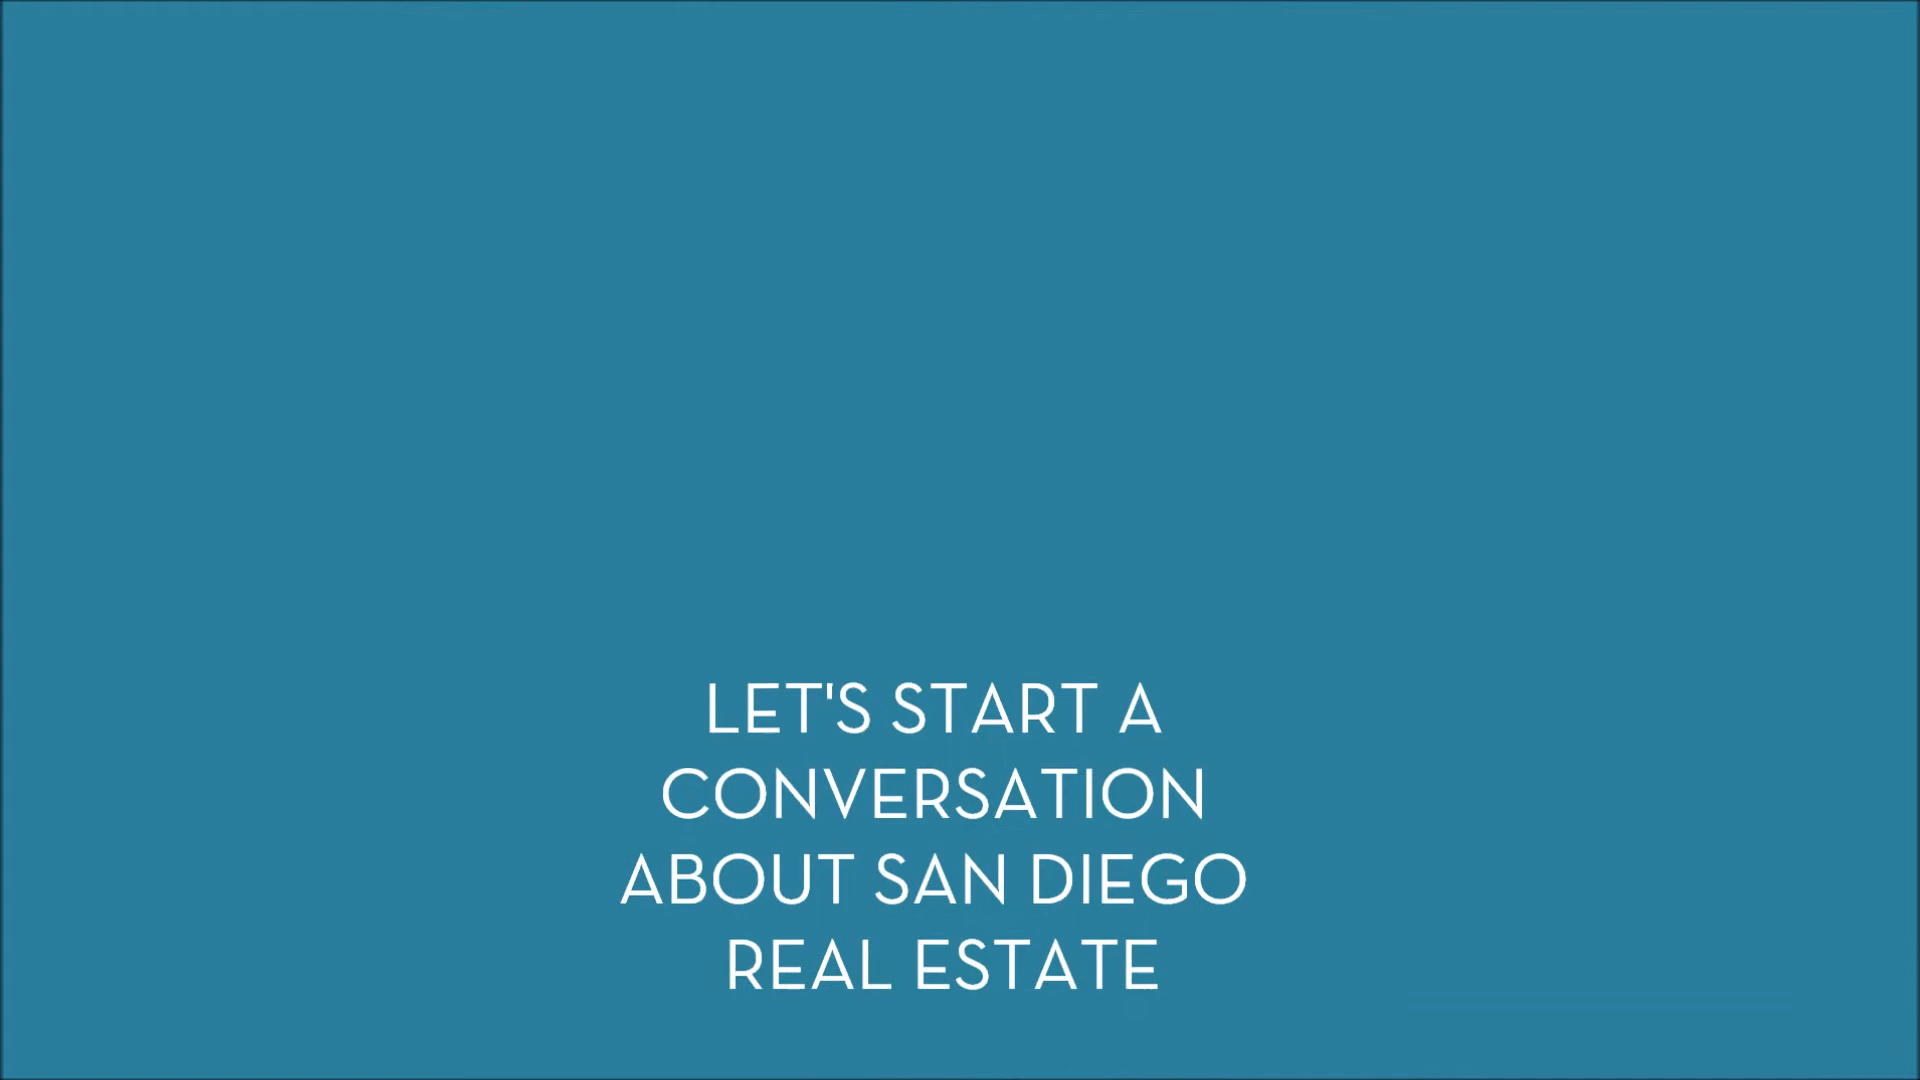 LET'S START A
CONVERSATION
ABOUT SAN DIEGO
REAL ESTATE